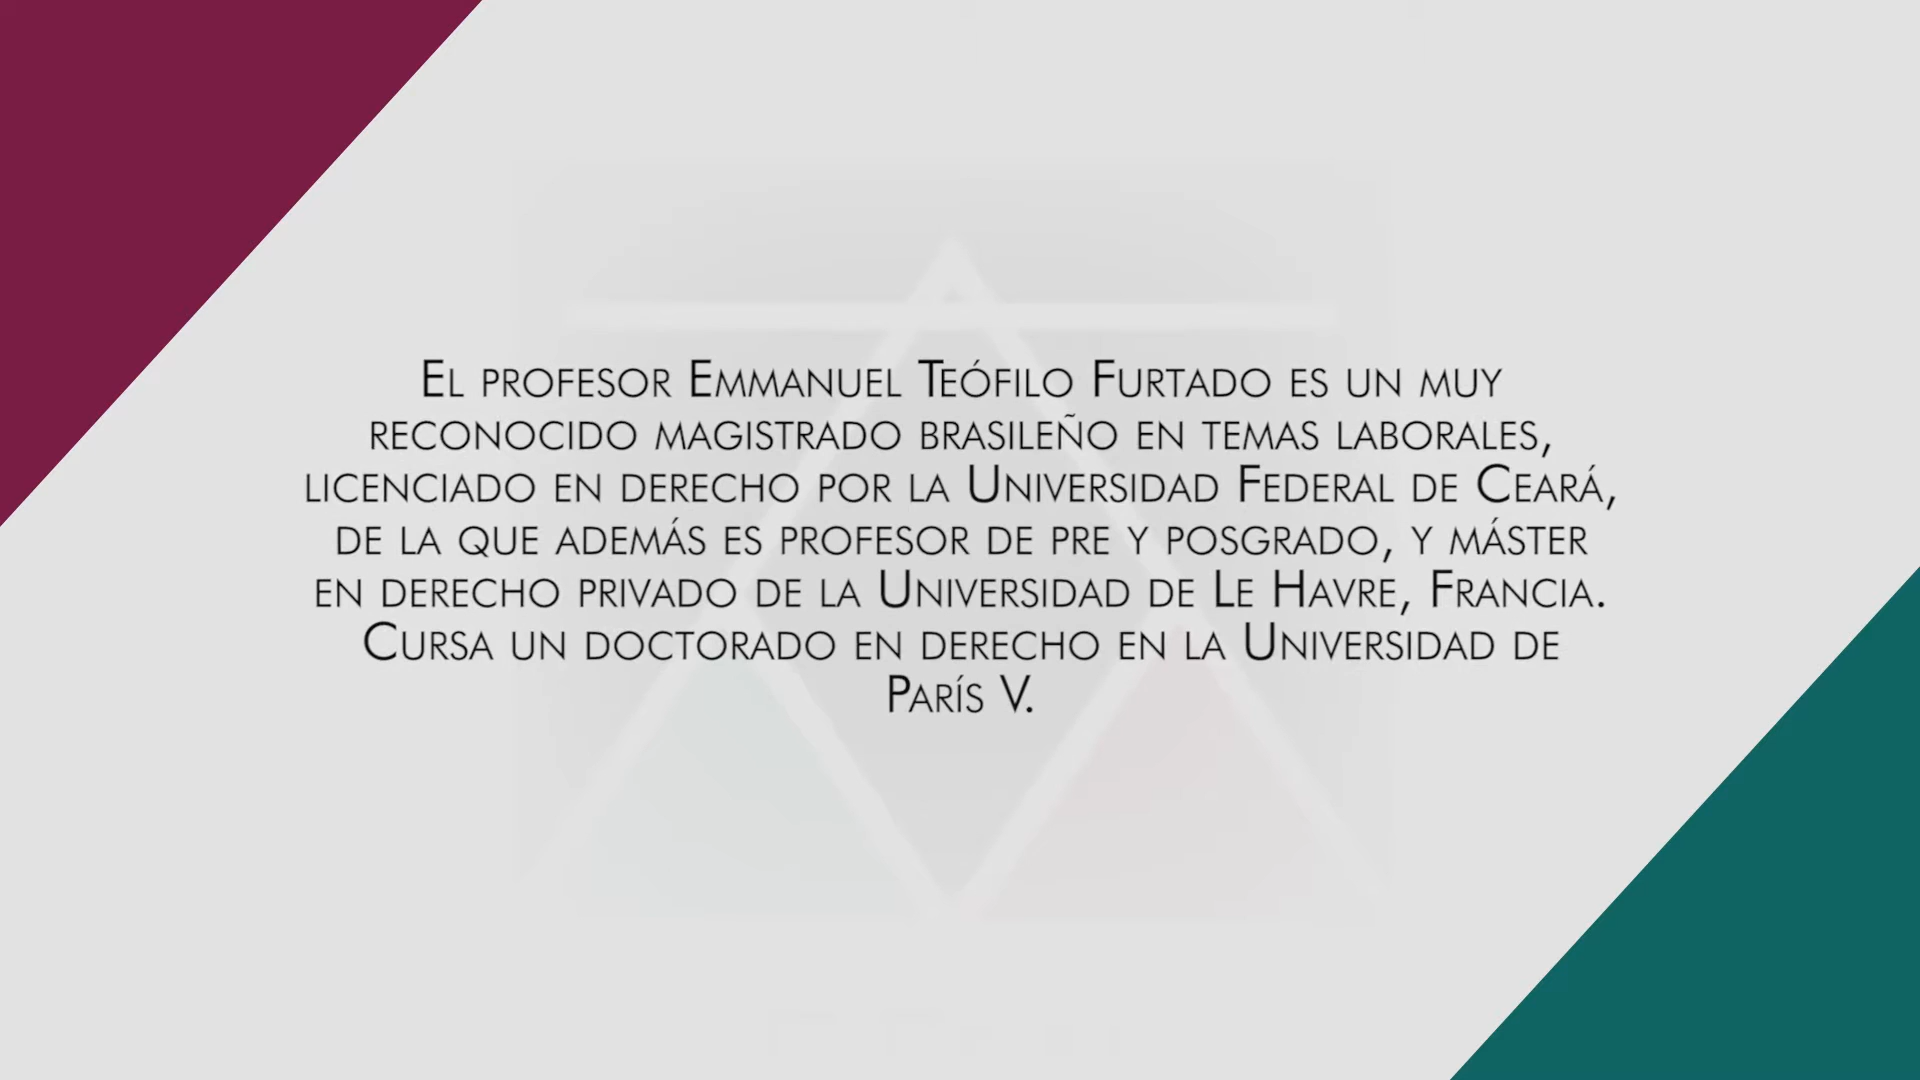 El profesor Emmanuel Teófilo Furtado es un muy
reconocido magistrado brasileño en temas laborales,
licenciado en derecho por la Universidad Federal de Ceará,
de la que además es profesor de pre y posgrado, y máster
en derecho privado de la Universidad de Le Havre, Francia.
Cursa un doctorado en derecho en la Universidad de
París V.